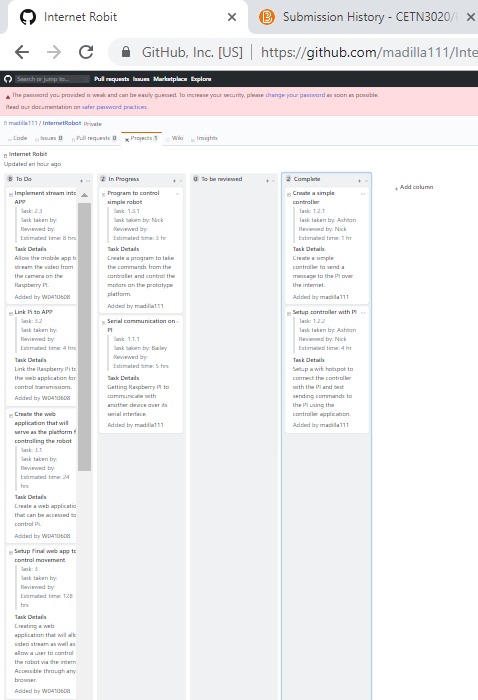 Internet Robit
Submission History - CETN3020/
GitHub, Inc. [US] | https://github.com/madilla111/Inte
Search or jump to...
Pull requests Issues Marketplace Explore
The password you provided is weak and can be easily guessed. To increase your security, please change your password as soon as possible.
Read our documentation on safer password practices.
madilla111 / InternetRobot Private
Code Issues 0 Pull requests 0 Projects 1 Wiki Insights
Internet Robit
Updated an hour ago
8 To Do
Implement stream into
APP
Task: 2.3
Task taken by:
Reviewed by:
Estimated time: 8 hrs
Task Details
Allow the mobile app to
stream the video from
the camera on the
Raspberry PI.
Added by W0410608
Link Pi to APP
Task: 3.2
Task taken by:
Reviewed by:
Estimated time: 4 hrs
Task Details
Link the Raspberry Pi to
the web application for
control transmissions.
Added by W0410608
Create the web
application that will
serve as the platform f
controlling the robot
Task: 3.1
Task taken by:
Reviewed by:
Estimated time: 24
hrs
Task Details
Create a web applicatio
that can be accessed to
control Pi.
Added by W0410608
Setup Final web app to
control movement
Task: 3
Task taken by:
Reviewed by:
Estimated time: 128
hrs
Task Details
Creating a web
application that will allo
video stream as well as
allow a user to control
the robot via the intern
Accessible through any
browser.
Added by W0410608
2 In Progress
Program to control
simple robot
Task: 1.3.1
Task taken by: Nick
Reviewed by:
Estimated time: 3 hr
Task Details
Create a program to take
the commands from the
controller and control the
motors on the prototype
platform.
Added by madilla111
Serial communication on
PI
Task: 1.1.1
Task taken by: Bailey
Reviewed by:
Estimated time: 5 hrs
Task Details
Getting Raspberry PI to
communicate with
another device over its
serial interface.
Added by madilla111
0 To be reviewed
2 Complete
Create a simple
controller
Task: 1.2.1
Task taken by: Ashton
Reviewed by: Nick
Estimated time: 1 hr
Task Details
Create a simple
controller to send a
message to the PI over
the internet.
Added by madilla111
Setup controller with PI
Task: 1.2.2
Task taken by: Ashton
Reviewed by: Nick
Estimated time: 4 hr
Task Details
Setup a wifi hotspot to
connect the controller
with the PI and test
sending commands to
the PI using the
controller application.
Added by madilla111
+ Add column